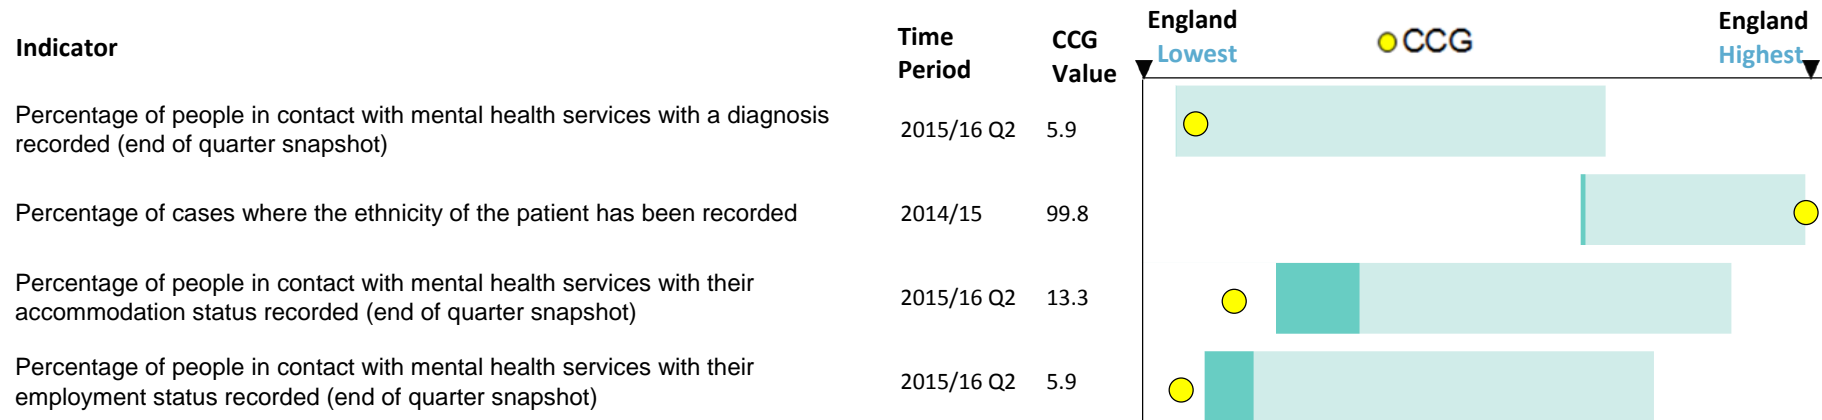 Indicator
Time Period
CCG Value
England Lowest
CCG
England Highest
Percentage of people in contact with mental health services with a diagnosis
recorded (end of quarter snapshot)
2015/16 Q2
5.9
Percentage of cases where the ethnicity of the patient has been recorded
2014/15
99.8
Percentage of people in contact with mental health services with their
accommodation status recorded (end of quarter snapshot)
2015/16 Q2
13.3
Percentage of people in contact with mental health services with their
employment status recorded (end of quarter snapshot)
2015/16 Q2
5.9